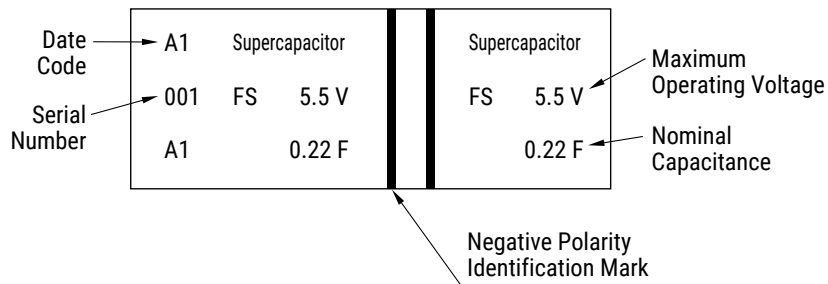 Date
Code
A1 Supercapacitor Supercapacitor
Maximum
Operating Voltage
001 FS 5.5 V FS 5.5 V
Serial
Number
Nominal
Capacitance
A1 0.22 F 0.22 F
Negative Polarity
Identification Mark